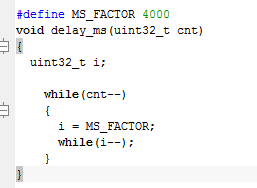 #define MS_FACTOR 4000
void delay_ms(uint32_t cnt)
{
uint32_t i;
while(cnt--)
{
i = MS_FACTOR;
while(i--);
}
}